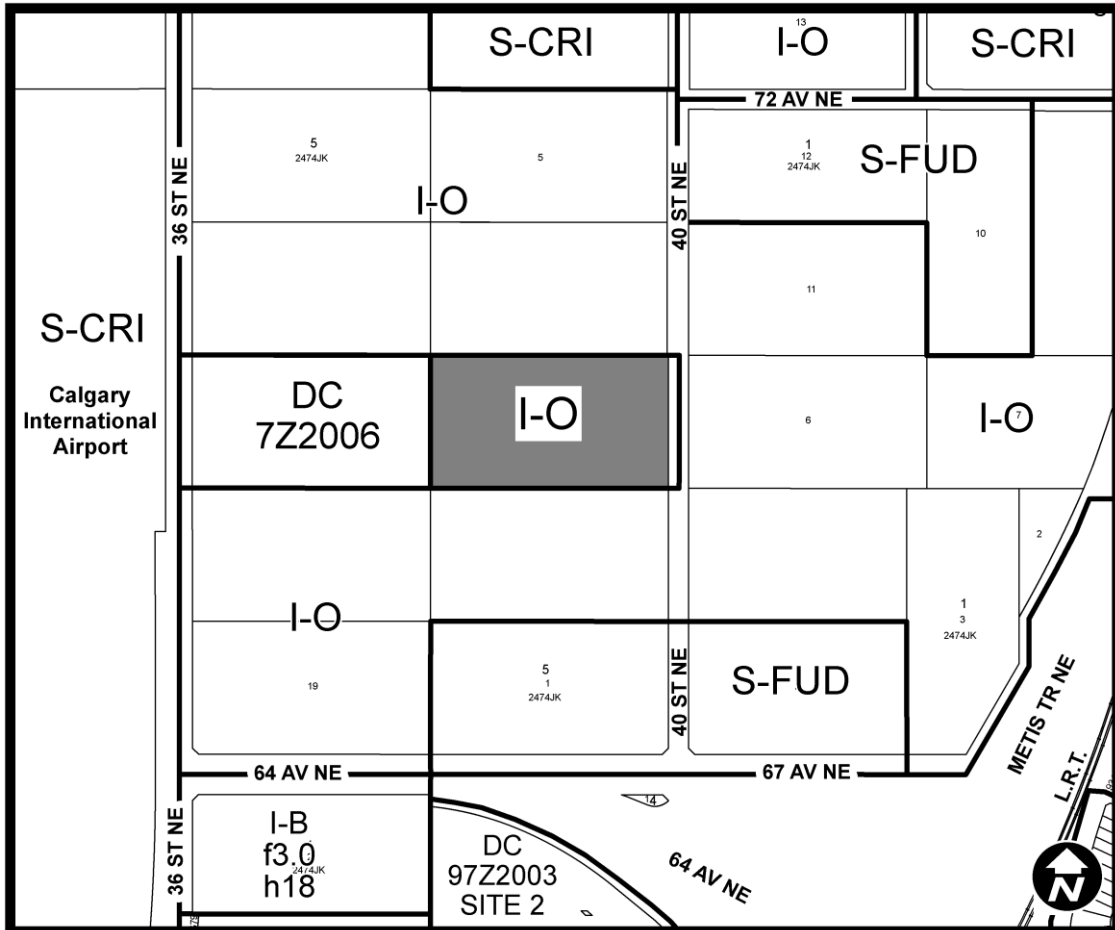 S-CRI
13
I-O
S-CRI
72 AV NE
5
2474JK
5
1
12
2474JK
S-FUD
36 ST NE
I-O
40 ST NE
10
11
S-CRI
Calgary
International
Airport
DC
7Z2006
I-O
6
I-O
7
2
I-O
1
3
2474JK
19
5
1
2474JK
40 ST NE
S-FUD
METIS TR NE
64 AV NE
67 AV NE
L.R.T.
36 ST NE
I-B
f3.0
2474JK
h18
14
DC
97Z2003
SITE 2
64 AV NE
N